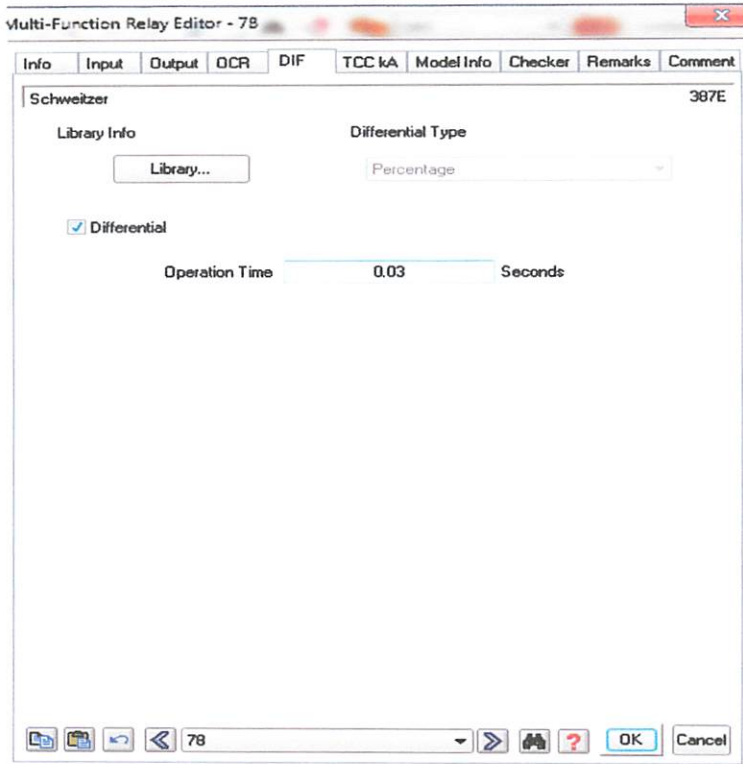 Multi-Function Relay Editor - 78
Info Input Output OCR DIF TCC kA Model Info Checker Remarks Comment
Schweitzer 387E
Library Info Differential Type
Library... Percentage
Differential
Operation Time 0.03 Seconds
78 ? OK Cancel